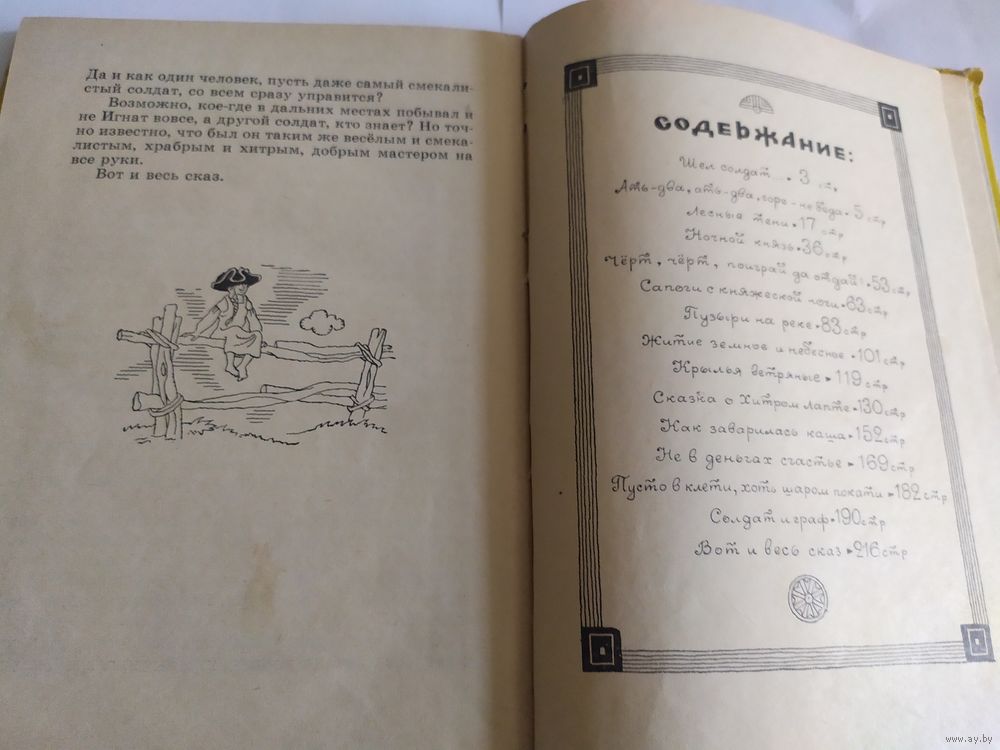 Да и как один человек, пусть даже самый смекали-
стый солдат, со всем сразу управится?
Возможно, кое-где в дальних местах побывал и
не Игнат вовсе, а другой солдат, кто знает? Но точ-
но известно, что был он таким же весёлым и смека-
листым, храбрым и хитрым, добрым мастером на
все руки.
Вот и весь сказ.
СОДЕРЖАНИЕ:
Шел солдат... 3 стр
Ать-два, ать-два, горе - не беда • 5 стр
Лесные тени • 17 стр
Ночной князь • 36 стр
Чёрт, чёрт, поиграй да отдай! • 53 стр
Сапоги с княжеской ноги • 63 стр
Пузыри на реке • 83 стр
Житие земное и небесное • 101 стр
Крылья ветряные • 119 стр
Сказка о Хитром лапте • 130 стр
Как заварилась каша • 152 стр
Не в деньгах счастье • 169 стр
Пусто в клети, хоть шаром покати • 182 стр
Солдат и граф • 190 стр
Вот и весь сказ • 216 стр
www.ay.by